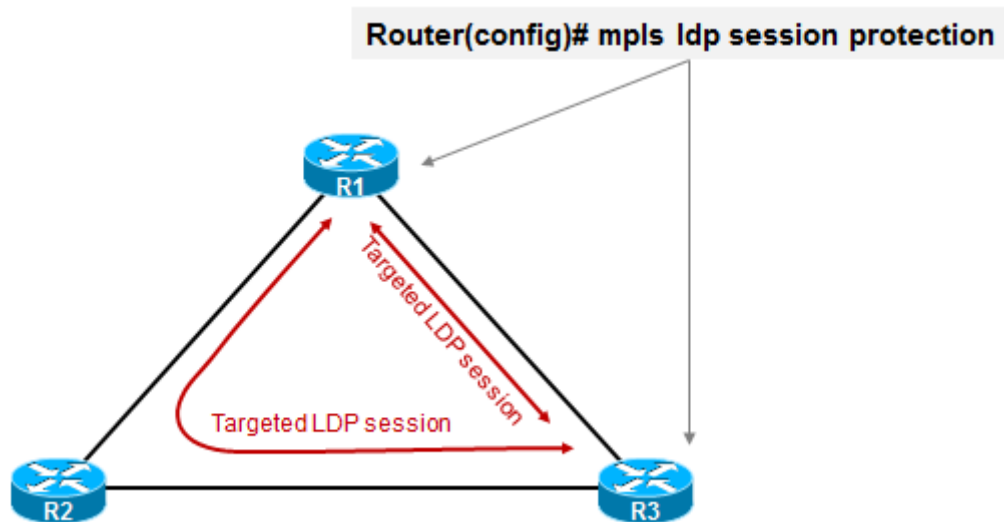 Router(config)# mpls ldp session protection
R1
Targeted LDP session
Targeted LDP session
R2
R3